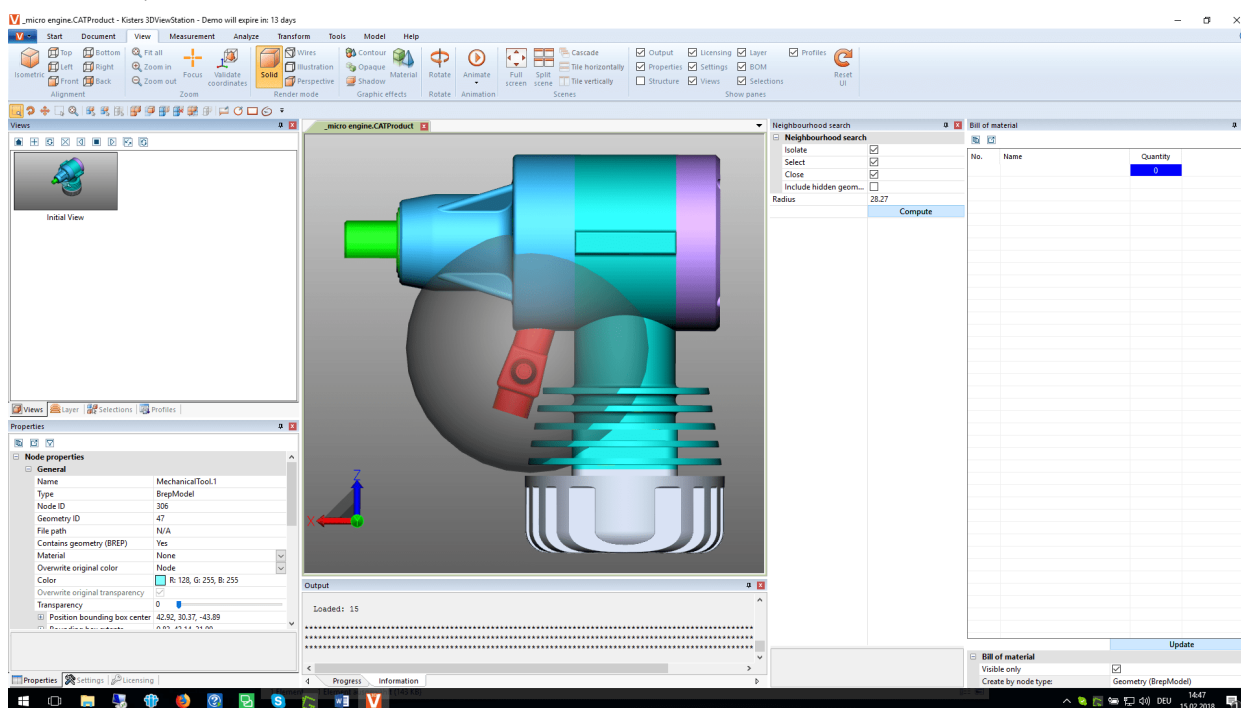 _micro engine.CATProduct - Kisters 3DViewStation - Demo will expire in: 13 days
Start Document View Measurement Analyze Transform Tools Model Help
Isometric Top Bottom Left Right Front Back
Alignment
Fit all Zoom in Zoom out Focus Validate coordinates
Zoom
Solid Wires Illustration Perspective
Render mode
Contour Opaque Shadow Material
Graphic effects
Rotate
Rotate
Animate
Animation
Full screen Split scene Cascade Tile horizontally Tile vertically
Scenes
Output Licensing Layer Profiles
Properties Settings BOM
Structure Views Selections
Show panes
Reset UI
Views
Initial View
Views Layer Selections Profiles
Properties
Node properties
General
Name MechanicalTool.1
Type BrepModel
Node ID 306
Geometry ID 47
File path N/A
Contains geometry (BREP) Yes
Material None
Overwrite original color Node
Color R: 128, G: 255, B: 255
Overwrite original transparency
Transparency 0
Position bounding box center 42.92, 30.37, -43.89
Properties Settings Licensing
_micro engine.CATProduct
Z
X
Output
Loaded: 15
Progress Information
Neighbourhood search
Neighbourhood search
Isolate
Select
Close
Include hidden geom...
Radius 28.27
Compute
Bill of material
No. Name Quantity
0
Update
Bill of material
Visible only
Create by node type: Geometry (BrepModel)
DEU
14:47
15.02.2018